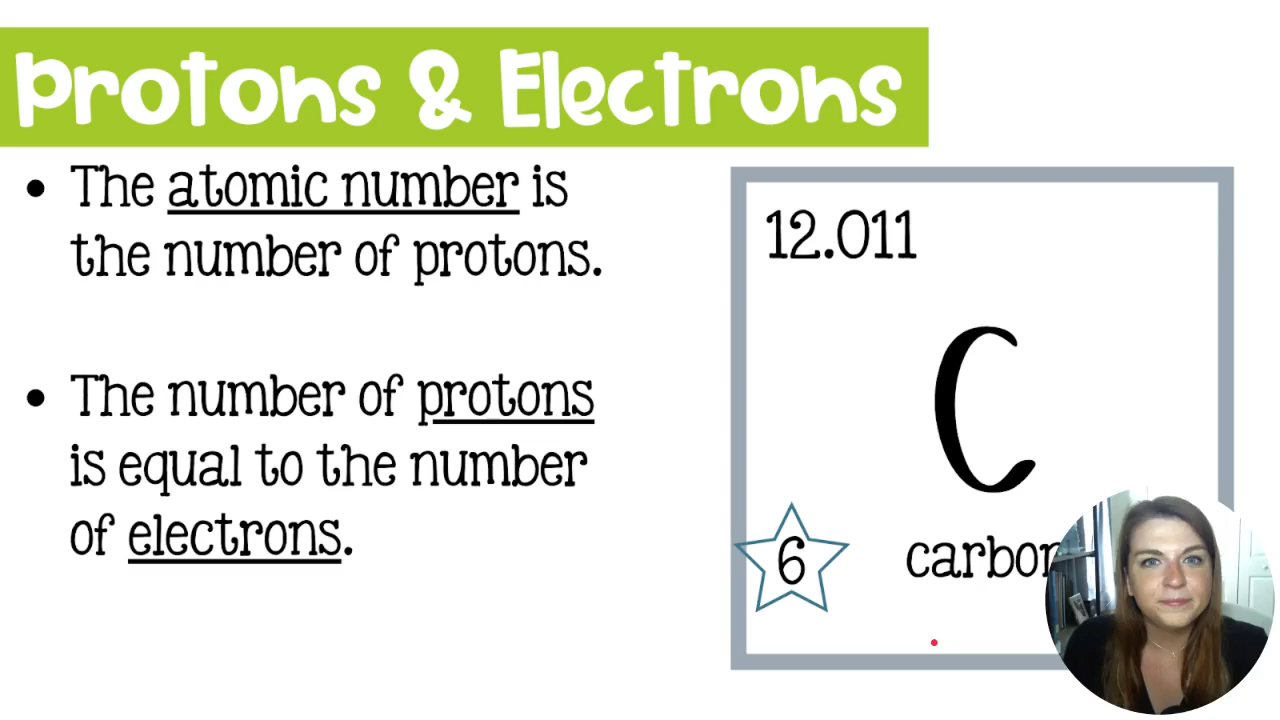 Protons & Electrons
• The atomic number is
the number of protons.
• The number of protons
is equal to the number
of electrons.
12.011
C
6
carbon